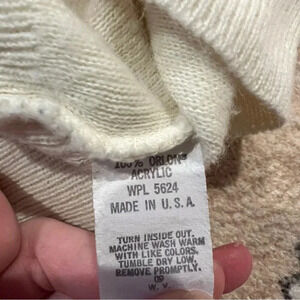 100% ORLON®
ACRYLIC
WPL 5624
MADE IN U.S.A.
TURN INSIDE OUT.
MACHINE WASH WARM
WITH LIKE COLORS.
TUMBLE DRY LOW,
REMOVE PROMPTLY.
OP